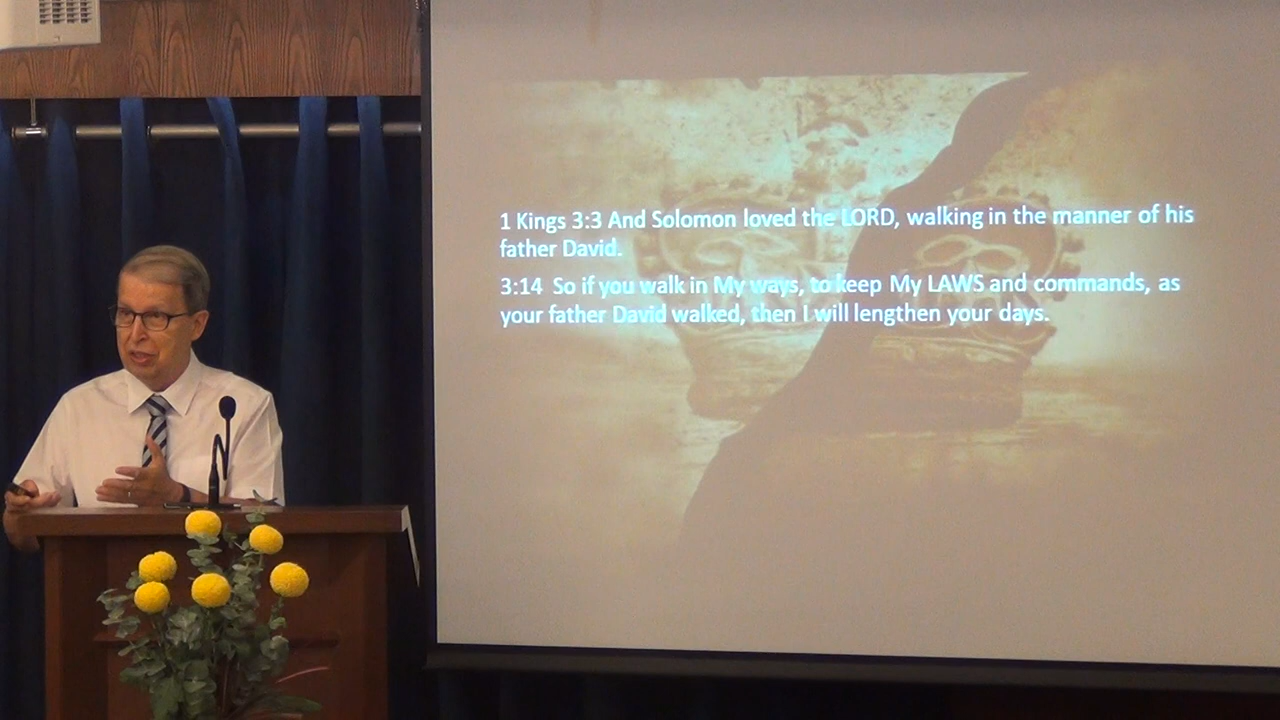 1 Kings 3:3 And Solomon loved the LORD, walking in the manner of his
father David.
3:14 So if you walk in My ways, to keep My LAWS and commands, as
your father David walked, then I will lengthen your days.